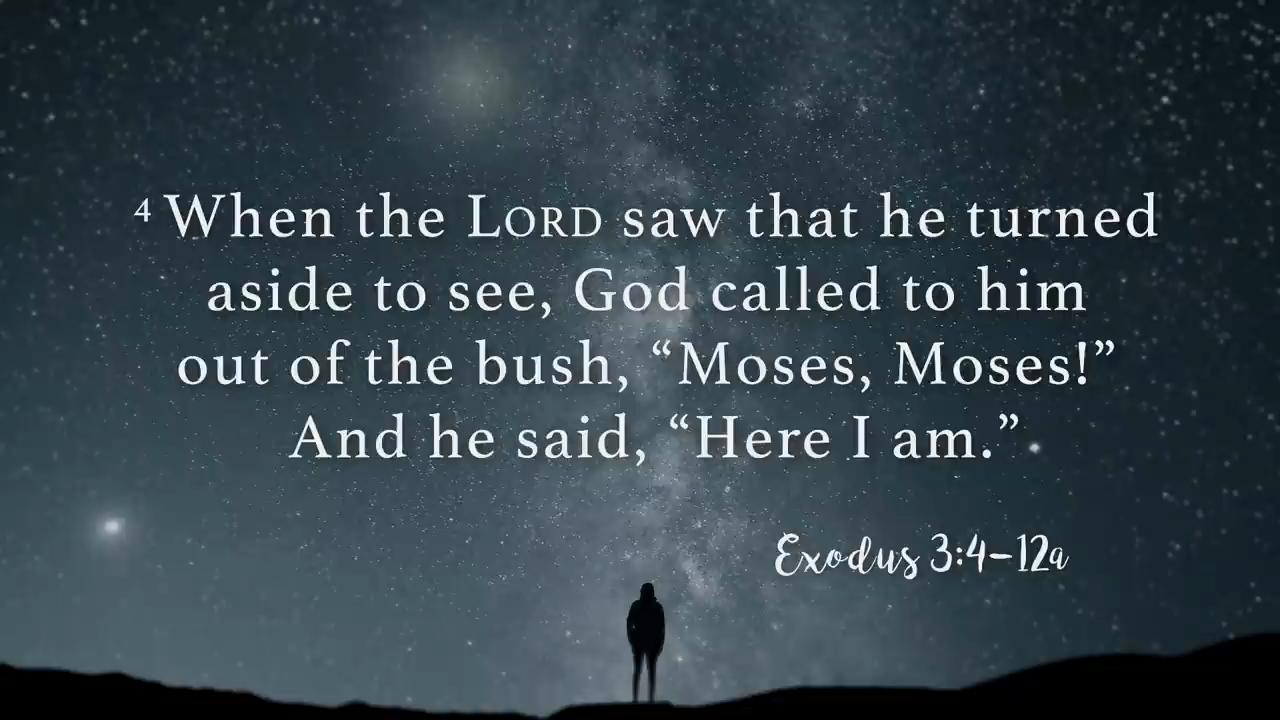 4 When the LORD saw that he turned
aside to see, God called to him
out of the bush, “Moses, Moses!”
And he said, “Here I am.”
Exodus 3:4–12a